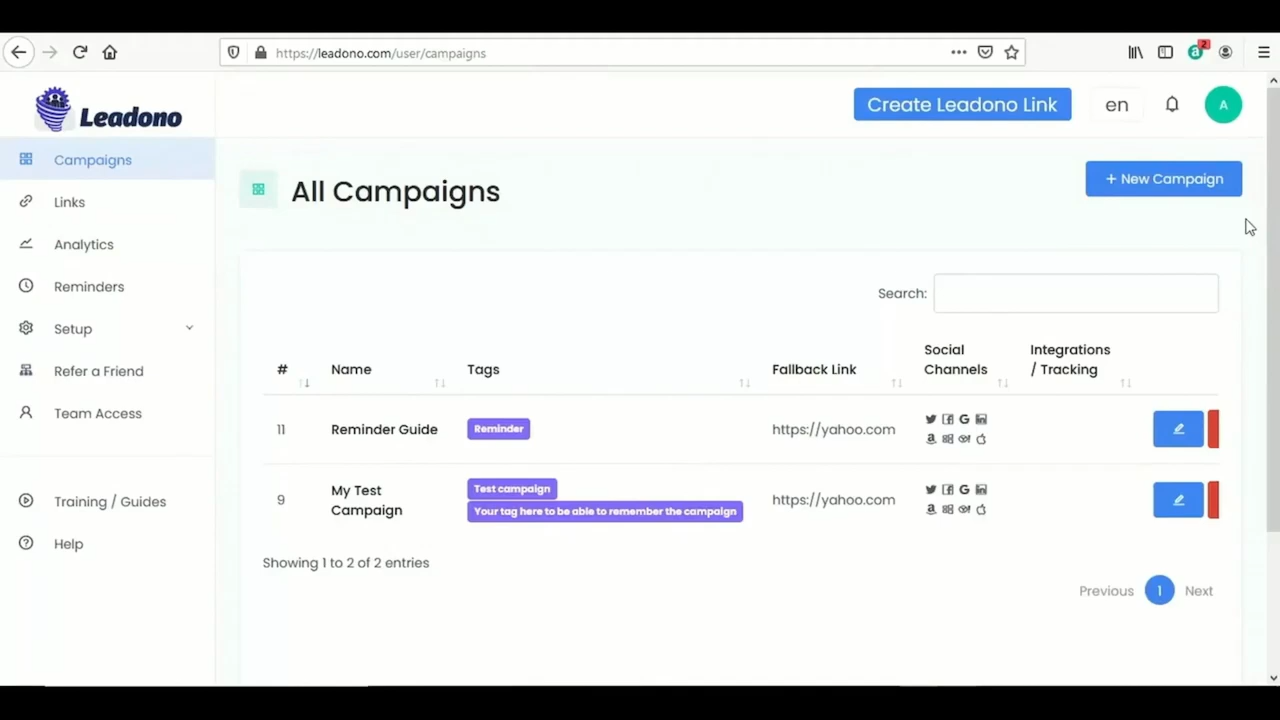 https://leadono.com/user/campaigns
2
Leadono
Create Leadono Link
en
A
Campaigns
Links
Analytics
Reminders
Setup
Refer a Friend
Team Access
Training / Guides
Help
All Campaigns
+ New Campaign
Search:
# Name Tags Fallback Link Social Channels Integrations / Tracking
11 Reminder Guide Reminder https://yahoo.com
9 My Test Campaign Test campaign https://yahoo.com
Your tag here to be able to remember the campaign
Showing 1 to 2 of 2 entries
Previous 1 Next